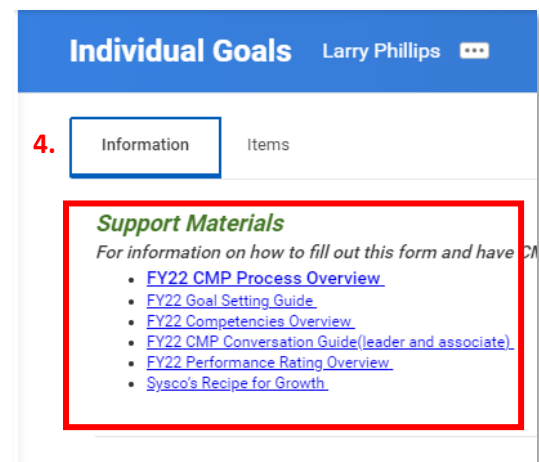 Individual Goals Larry Phillips
4. Information Items
Support Materials
For information on how to fill out this form and have
FY22 CMP Process Overview
FY22 Goal Setting Guide
FY22 Competencies Overview
FY22 CMP Conversation Guide(leader and associate)
FY22 Performance Rating Overview
Sysco's Recipe for Growth